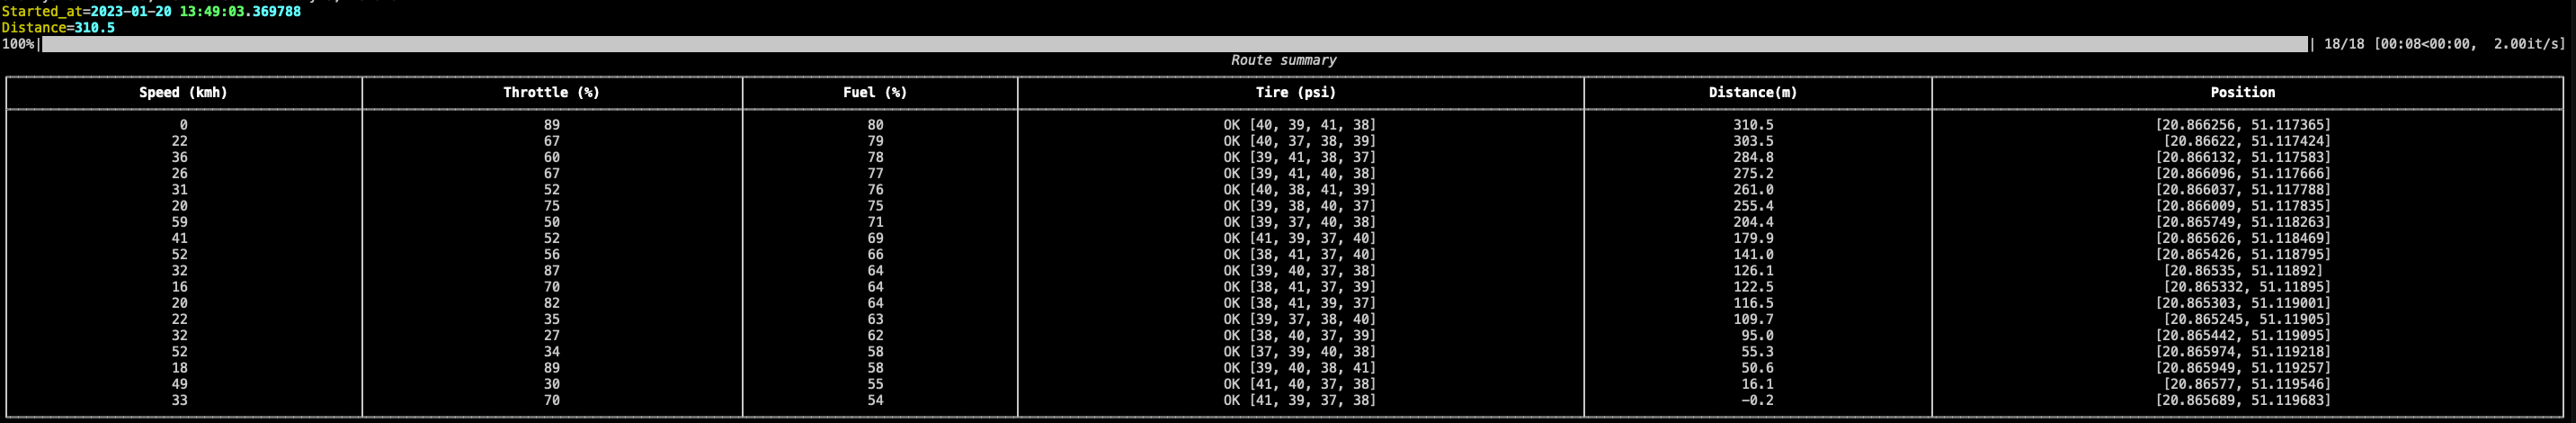 Started_at=2023-01-20 13:49:03.369788
Distance=310.5
100%| | 18/18 [00:08<00:00, 2.00it/s]
Route summary
Speed (kmh) Throttle (%) Fuel (%) Tire (psi) Distance(m) Position
0 89 80 OK [40, 39, 41, 38] 310.5 [20.866256, 51.117365]
22 67 79 OK [40, 37, 38, 39] 303.5 [20.86622, 51.117424]
36 60 78 OK [39, 41, 38, 37] 284.8 [20.866132, 51.117583]
26 67 77 OK [39, 41, 40, 38] 275.2 [20.866096, 51.117666]
31 52 76 OK [40, 38, 41, 39] 261.0 [20.866037, 51.117788]
20 75 75 OK [39, 38, 40, 37] 255.4 [20.866009, 51.117835]
59 50 71 OK [39, 37, 40, 38] 204.4 [20.865749, 51.118263]
41 52 69 OK [41, 39, 37, 40] 179.9 [20.865626, 51.118469]
52 56 66 OK [38, 41, 37, 40] 141.0 [20.865426, 51.118795]
32 87 64 OK [39, 40, 37, 38] 126.1 [20.86535, 51.11892]
16 70 64 OK [38, 41, 37, 39] 122.5 [20.865332, 51.11895]
20 82 64 OK [38, 41, 39, 37] 116.5 [20.865303, 51.119001]
22 35 63 OK [39, 37, 38, 40] 109.7 [20.865245, 51.11905]
32 27 62 OK [38, 40, 37, 39] 95.0 [20.865442, 51.119095]
52 34 58 OK [37, 39, 40, 38] 55.3 [20.865974, 51.119218]
18 89 58 OK [39, 40, 38, 41] 50.6 [20.865949, 51.119257]
49 30 55 OK [41, 40, 37, 38] 16.1 [20.86577, 51.119546]
33 70 54 OK [41, 39, 37, 38] -0.2 [20.865689, 51.119683]